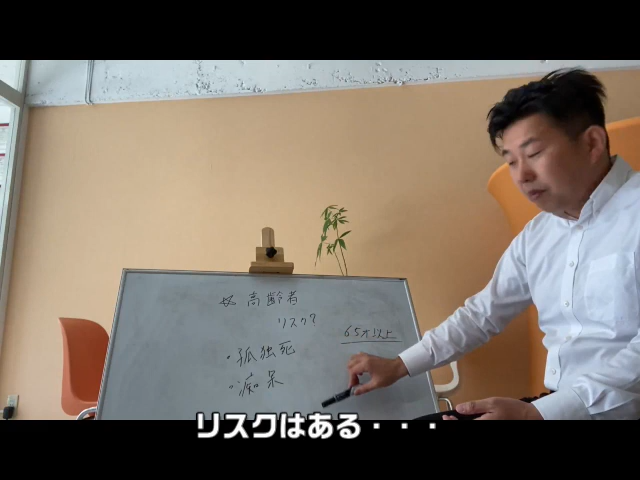 高齢者
リスク?
65才以上
・孤独死
・痴呆
リスクはある・・・